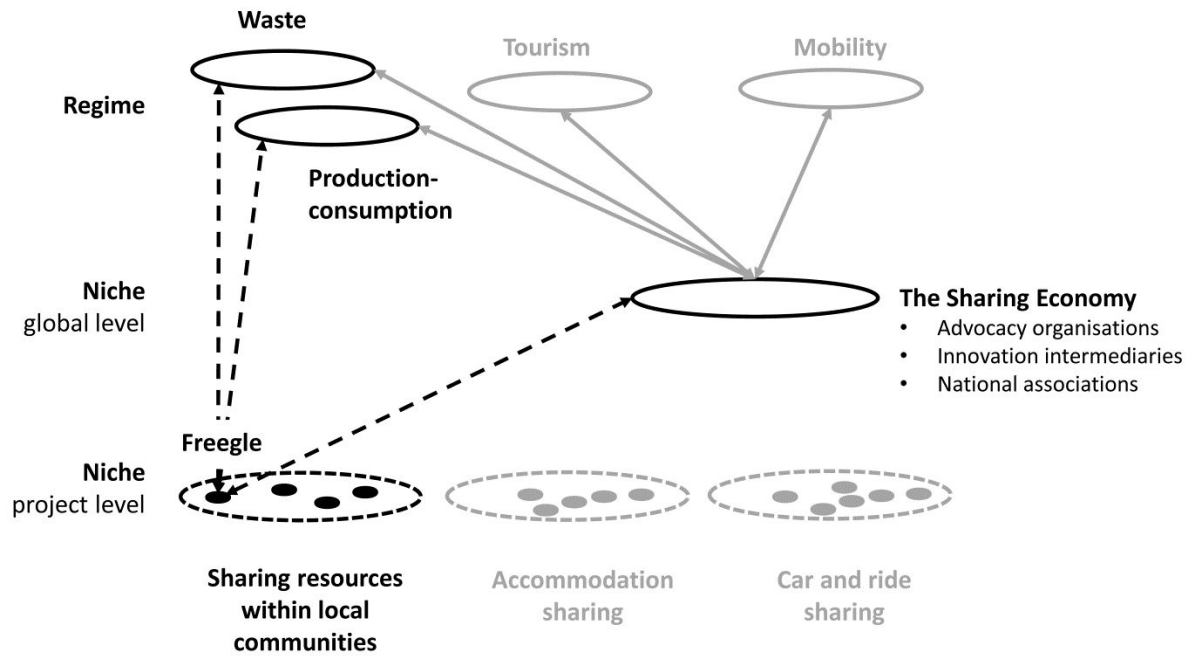 Waste
Tourism
Mobility
Regime
Production-
consumption
Niche
global level
The Sharing Economy
• Advocacy organisations
• Innovation intermediaries
• National associations
Freegle
Niche
project level
Sharing resources
within local
communities
Accommodation
sharing
Car and ride
sharing